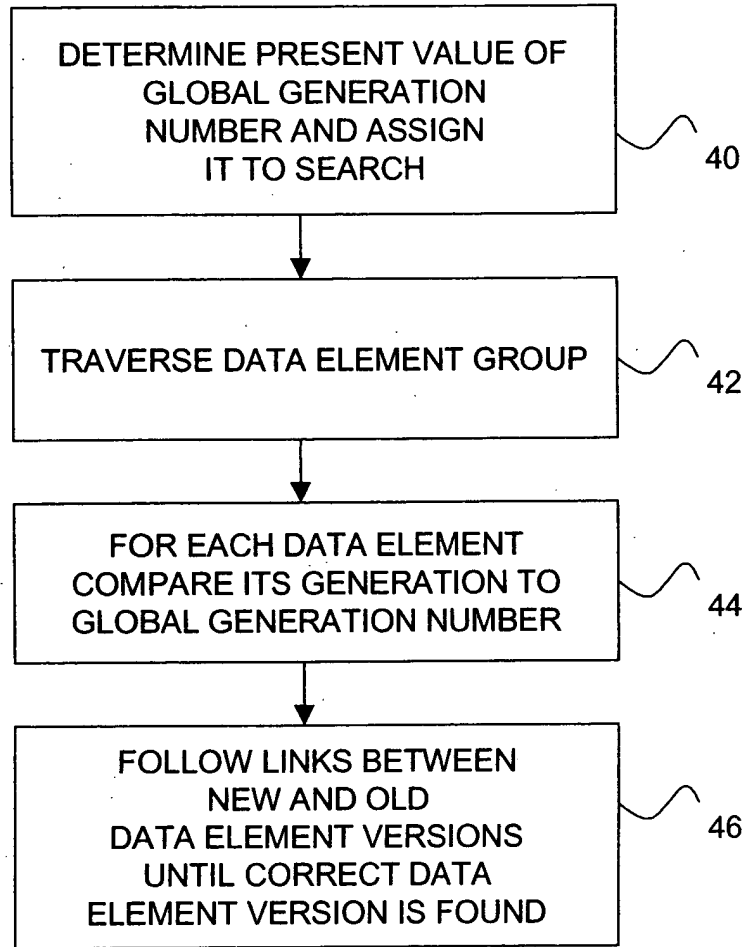 DETERMINE PRESENT VALUE OF
GLOBAL GENERATION
NUMBER AND ASSIGN
IT TO SEARCH
40
TRAVERSE DATA ELEMENT GROUP
42
FOR EACH DATA ELEMENT
COMPARE ITS GENERATION TO
GLOBAL GENERATION NUMBER
44
FOLLOW LINKS BETWEEN
NEW AND OLD
DATA ELEMENT VERSIONS
UNTIL CORRECT DATA
ELEMENT VERSION IS FOUND
46